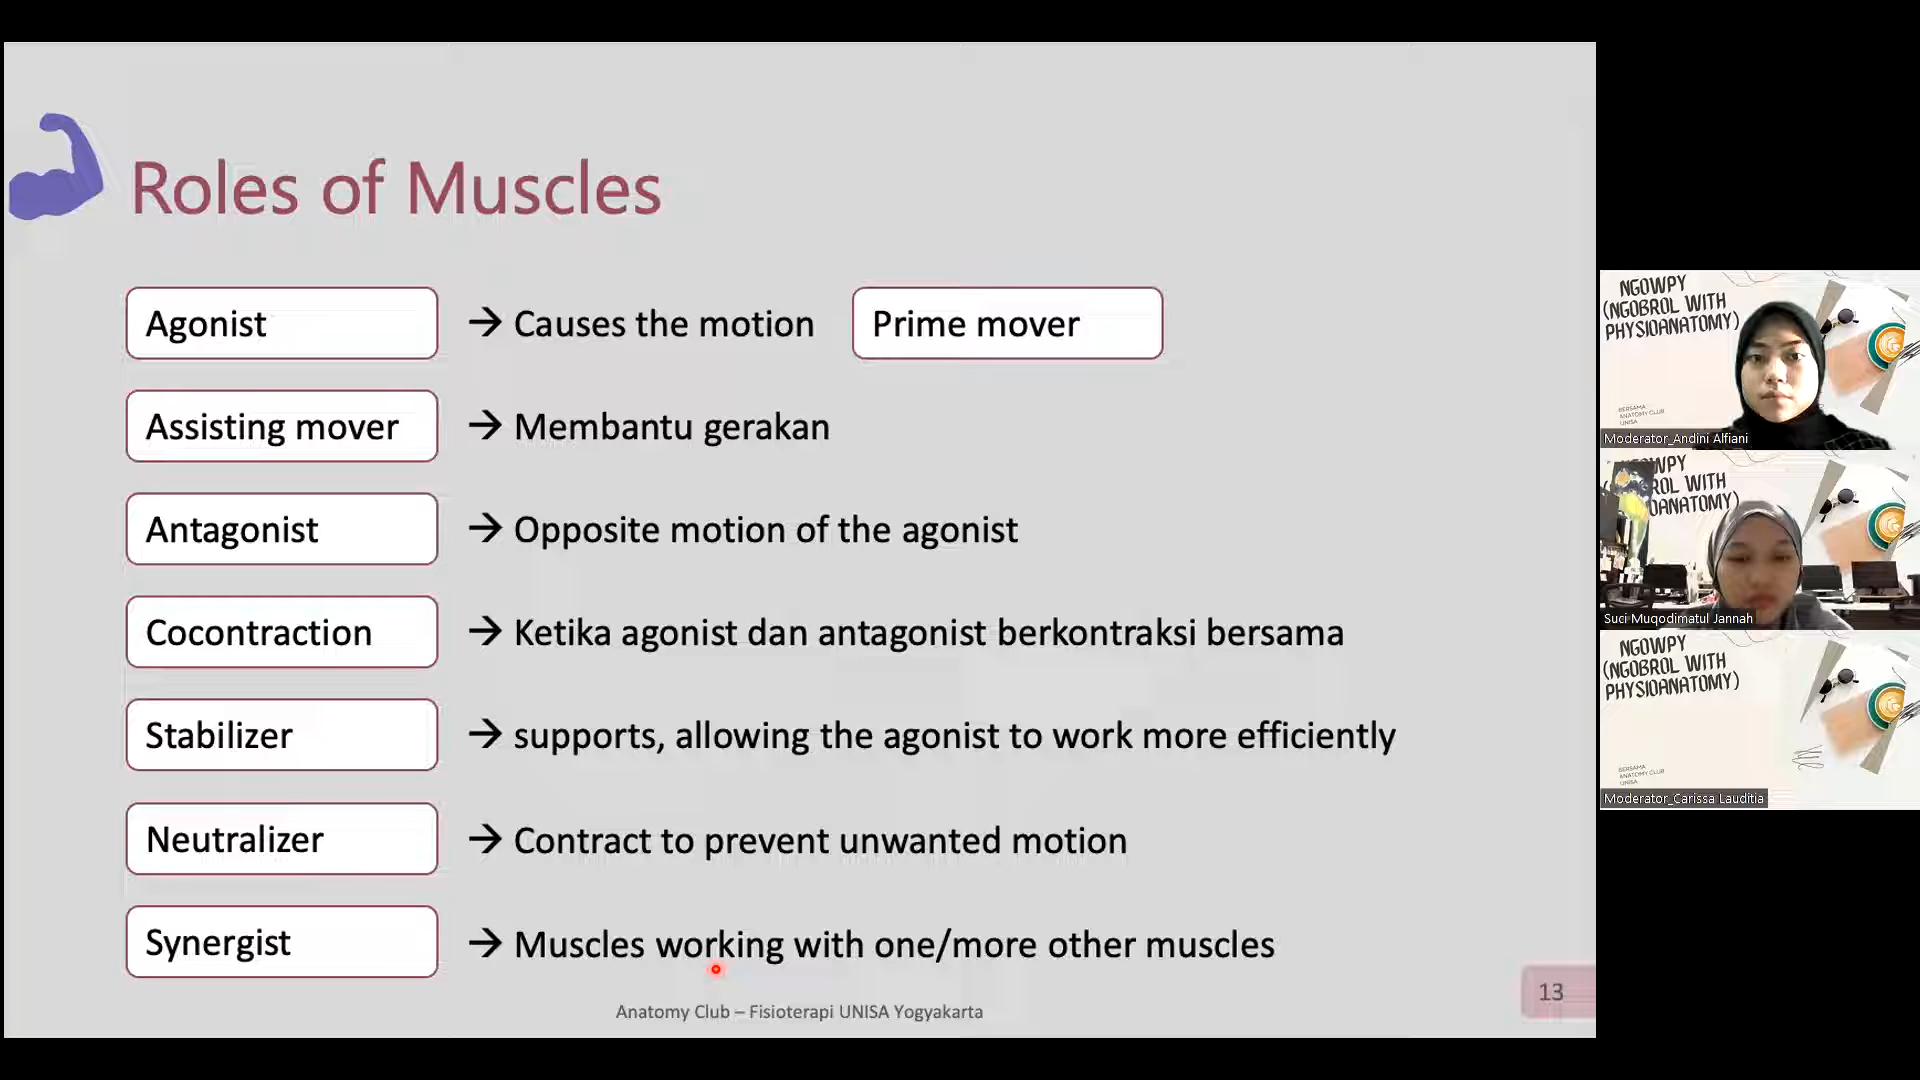 Roles of Muscles
Agonist → Causes the motion Prime mover
Assisting mover → Membantu gerakan
Antagonist → Opposite motion of the agonist
Cocontraction → Ketika agonist dan antagonist berkontraksi bersama
Stabilizer → supports, allowing the agonist to work more efficiently
Neutralizer → Contract to prevent unwanted motion
Synergist → Muscles working with one/more other muscles
Anatomy Club – Fisioterapi UNISA Yogyakarta
13
NGOWPY
(NGOBROL WITH
PHYSIOANATOMY)
BERSAMA
ANATOMY CLUB
UNISA
Moderator_Andini Alfiani
WPY
ROL WITH
OANATOMY)
Suci Muqodimatul Jannah
NGOWPY
(NGOBROL WITH
PHYSIOANATOMY)
BERSAMA
ANATOMY CLUB
UNISA
Moderator_Carissa Lauditia